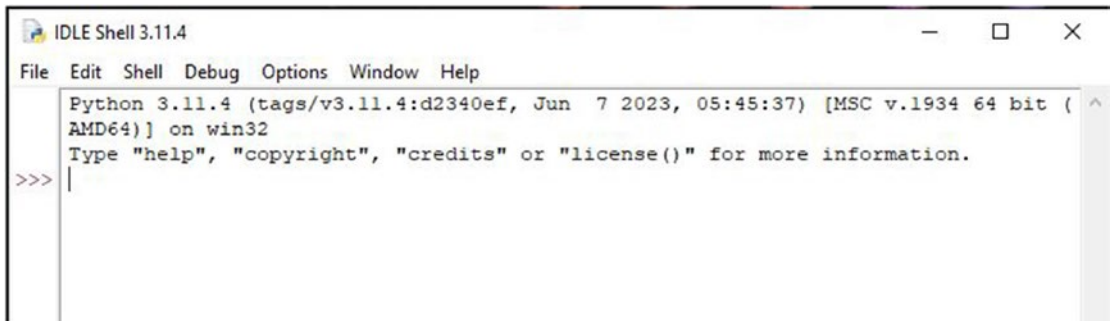 IDLE Shell 3.11.4
File Edit Shell Debug Options Window Help
Python 3.11.4 (tags/v3.11.4:d2340ef, Jun  7 2023, 05:45:37) [MSC v.1934 64 bit (
AMD64)] on win32
Type "help", "copyright", "credits" or "license()" for more information.
>>>